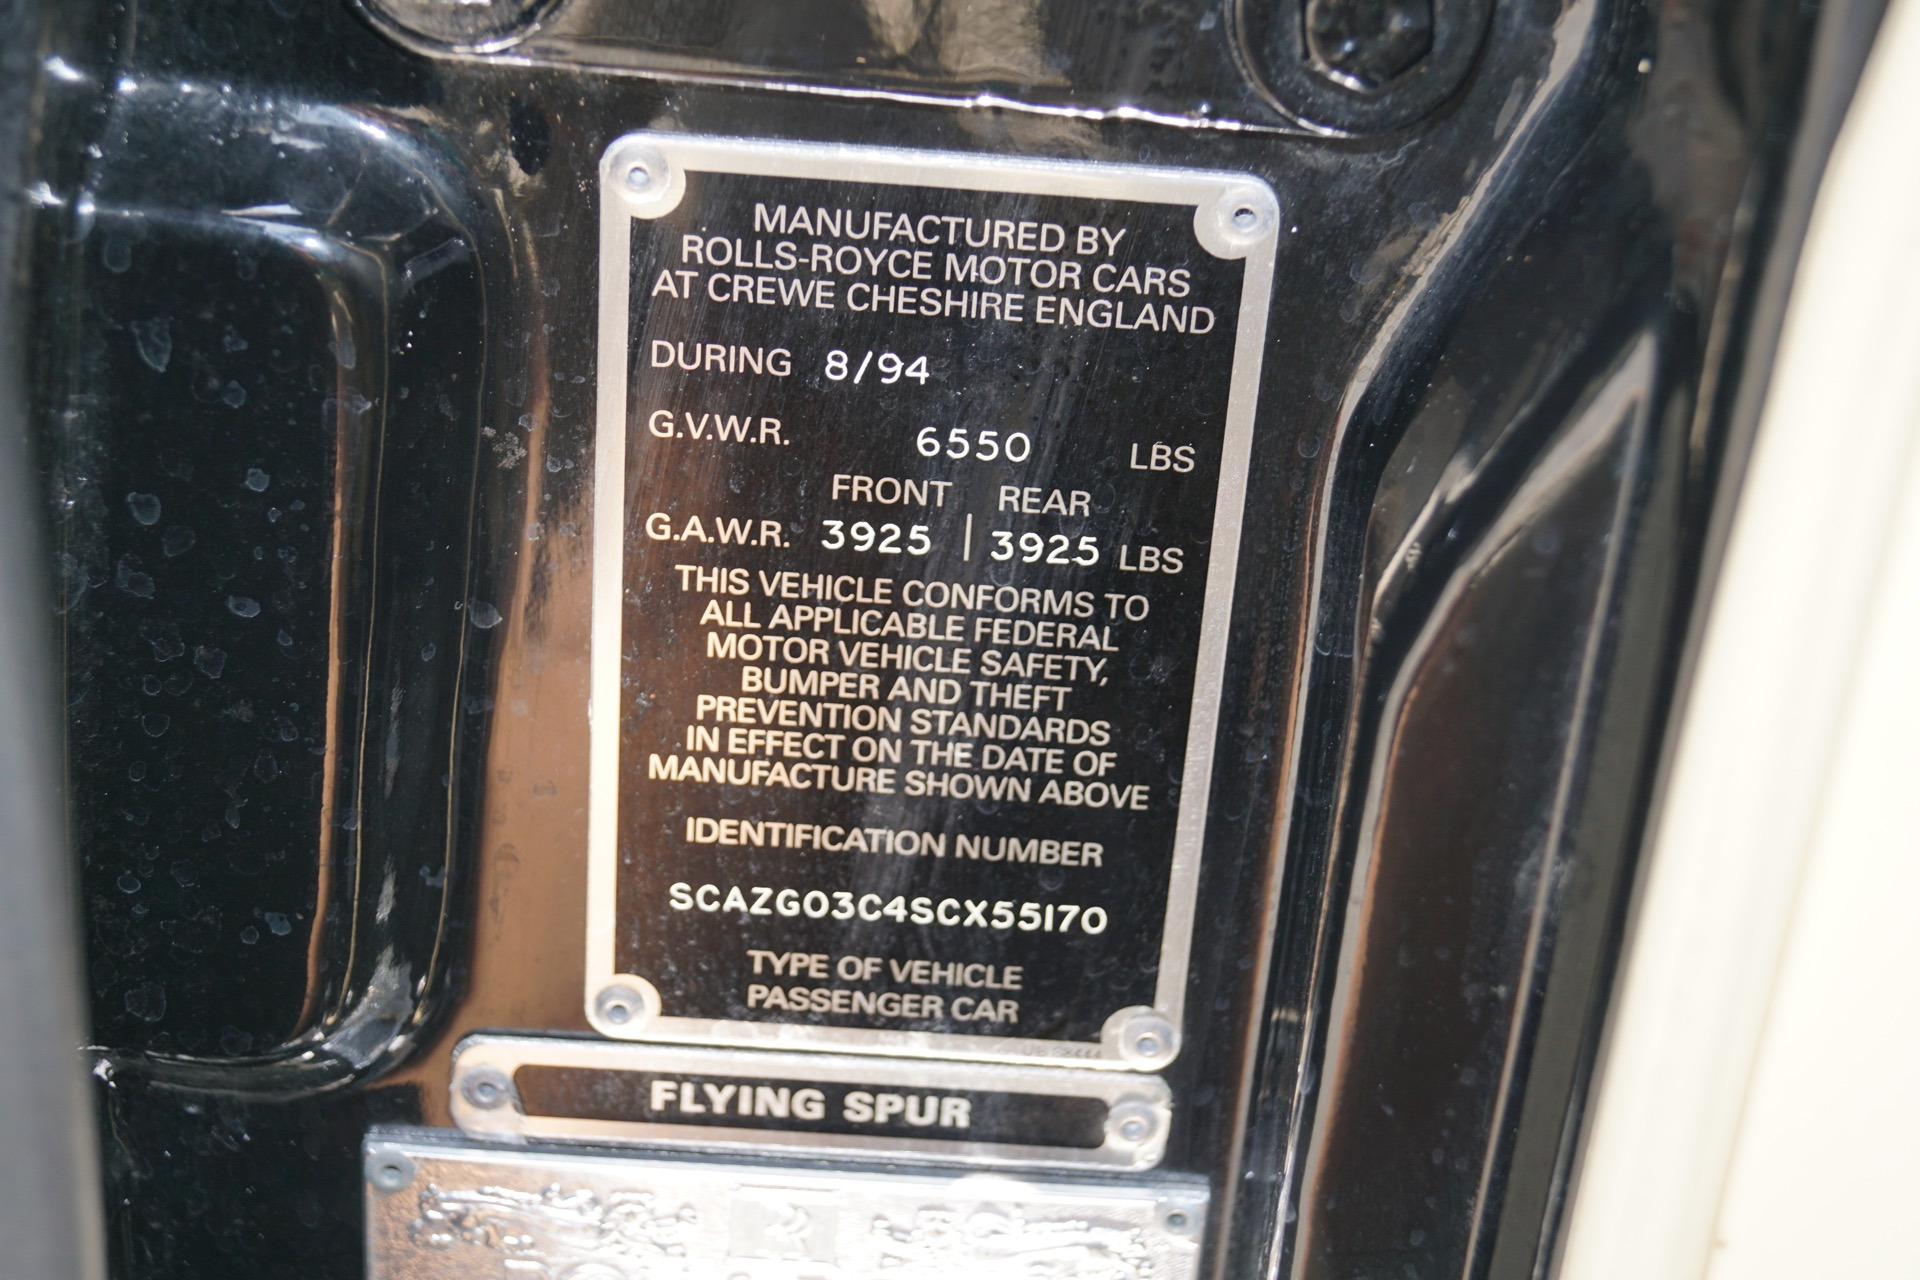 MANUFACTURED BY
ROLLS-ROYCE MOTOR CARS
AT CREWE CHESHIRE ENGLAND
DURING 8/94
G.V.W.R. 6550 LBS
FRONT REAR
G.A.W.R. 3925 | 3925 LBS
THIS VEHICLE CONFORMS TO
ALL APPLICABLE FEDERAL
MOTOR VEHICLE SAFETY,
BUMPER AND THEFT
PREVENTION STANDARDS
IN EFFECT ON THE DATE OF
MANUFACTURE SHOWN ABOVE
IDENTIFICATION NUMBER
SCAZG03C4SCX55170
TYPE OF VEHICLE
PASSENGER CAR
FLYING SPUR